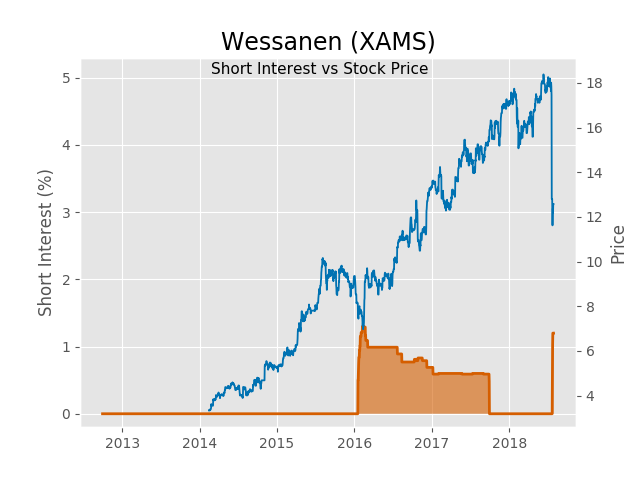 Wessanen (XAMS)
Short Interest vs Stock Price
Short Interest (%)
5
4
3
2
1
0
18
16
14
12
10
8
6
4
Price
2013 2014 2015 2016 2017 2018